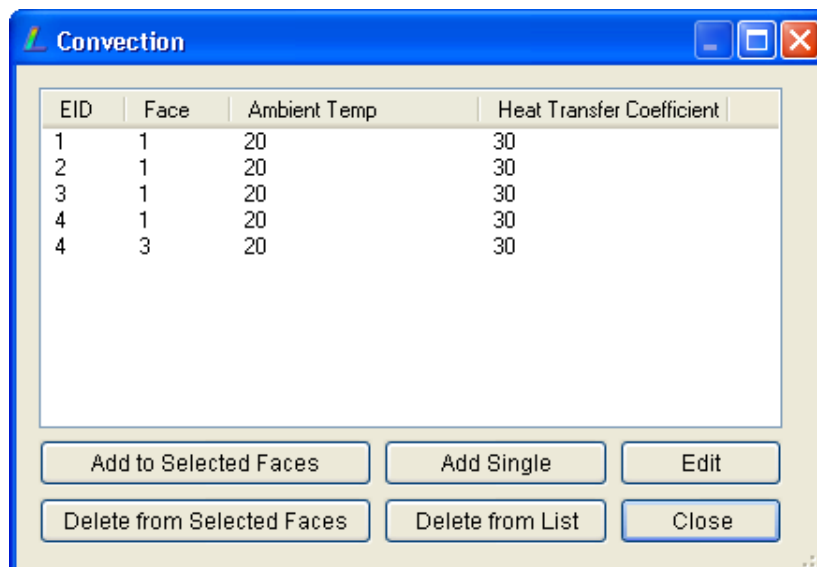 Convection
EID Face Ambient Temp Heat Transfer Coefficient
1 1 20 30
2 1 20 30
3 1 20 30
4 1 20 30
4 3 20 30
Add to Selected Faces Add Single Edit
Delete from Selected Faces Delete from List Close